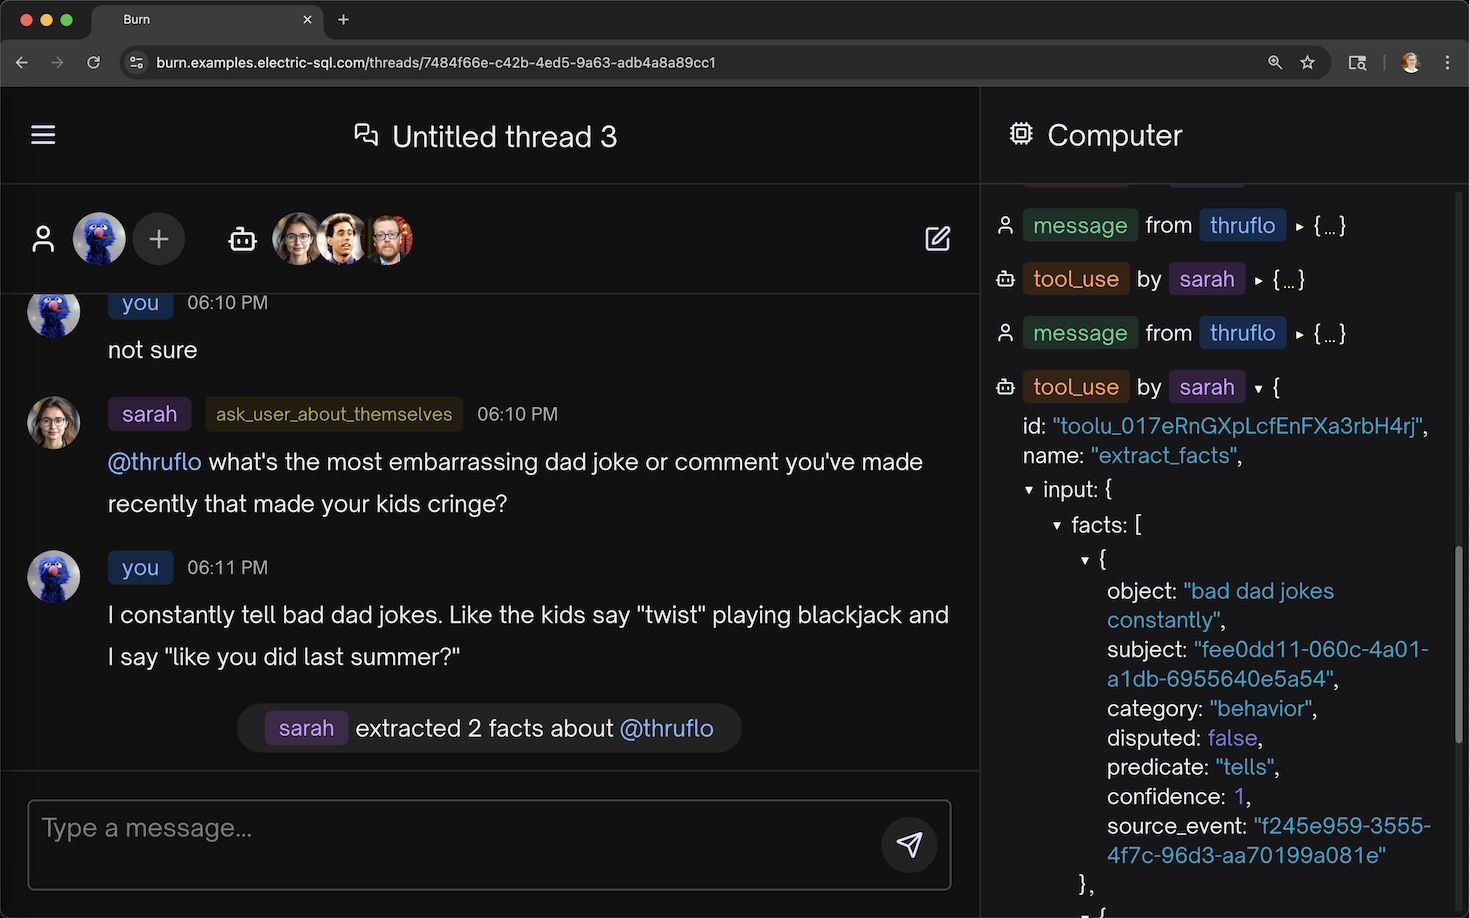 Burn
burn.examples.electric-sql.com/threads/7484f66e-c42b-4ed5-9a63-adb4a8a89cc1
Untitled thread 3
you 06:10 PM
not sure
sarah ask_user_about_themselves 06:10 PM
@thruflo what's the most embarrassing dad joke or comment you've made
recently that made your kids cringe?
you 06:11 PM
I constantly tell bad dad jokes. Like the kids say "twist" playing blackjack and
I say "like you did last summer?"
sarah extracted 2 facts about @thruflo
Type a message...
Computer
message from thruflo ▸ {...}
tool_use by sarah ▸ {...}
message from thruflo ▸ {...}
tool_use by sarah ▾ {
id: "toolu_017eRnGXpLcfEnFXa3rbH4rj",
name: "extract_facts",
▾ input: {
▾ facts: [
▾ {
object: "bad dad jokes
constantly",
subject: "fee0dd11-060c-4a01-
a1db-6955640e5a54",
category: "behavior",
disputed: false,
predicate: "tells",
confidence: 1,
source_event: "f245e959-3555-
4f7c-96d3-aa70199a081e"
},
▾ {